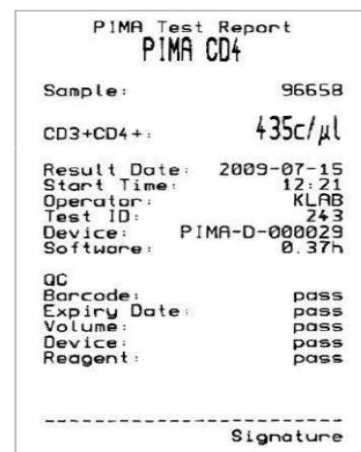 PIMA Test Report
PIMA CD4
Sample: 96658
CD3+CD4+: 435c/µl
Result Date: 2009-07-15
Start Time: 12:21
Operator: KLAB
Test ID: 243
Device: PIMA-D-000029
Software: 0.37h
QC
Barcode: pass
Expiry Date: pass
Volume: pass
Device: pass
Reagent: pass
Signature